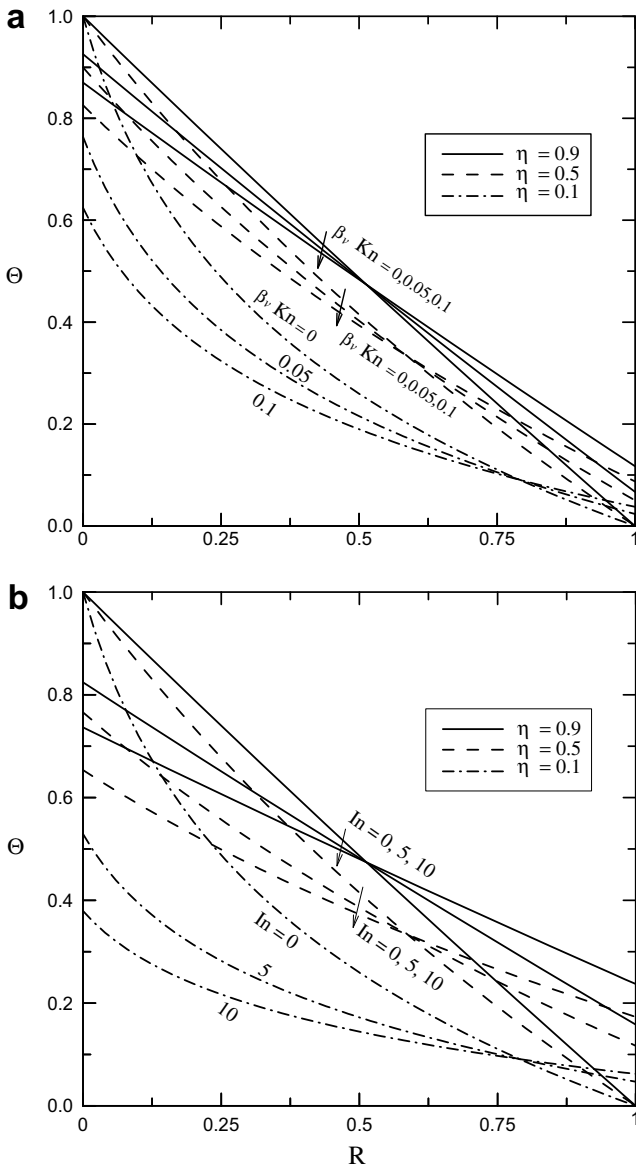 a
1.0
0.8
0.6
0.4
0.2
0.0
Θ
η = 0.9
η = 0.5
η = 0.1
βᵥ Kn = 0,0.05,0.1
βᵥ Kn = 0
βᵥ Kn = 0,0.05,0.1
0.05
0.1
0 0.25 0.5 0.75 1
b
1.0
0.8
0.6
0.4
0.2
0.0
Θ
η = 0.9
η = 0.5
η = 0.1
In = 0, 5, 10
In = 0
In = 0, 5, 10
5
10
0 0.25 0.5 0.75 1
R